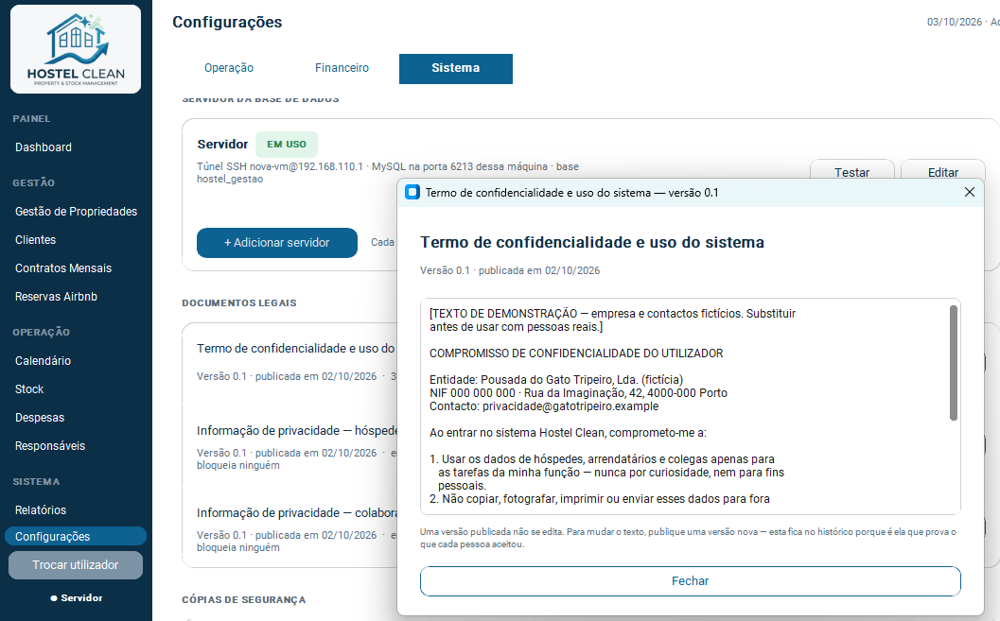 HOSTEL CLEAN
PROPERTY & STOCK MANAGEMENT
PAINEL
Dashboard
GESTÃO
Gestão de Propriedades
Clientes
Contratos Mensais
Reservas Airbnb
OPERAÇÃO
Calendário
Stock
Despesas
Responsáveis
SISTEMA
Relatórios
Configurações
Trocar utilizador
● Servidor
Configurações
03/10/2026 ·
Operação
Financeiro
Sistema
SERVIDOR DA BASE DE DADOS
Servidor
EM USO
Túnel SSH nova-vm@192.168.110.1 · MySQL na porta 6213 dessa máquina · base
hostel_gestao
Testar
Editar
+ Adicionar servidor
Cada
DOCUMENTOS LEGAIS
Termo de confidencialidade e uso do
Versão 0.1 · publicada em 02/10/2026 · 3
Informação de privacidade — hóspede
Versão 0.1 · publicada em 02/10/2026 ·
bloqueia ninguém
Informação de privacidade — colabora
Versão 0.1 · publicada em 02/10/2026 ·
bloqueia ninguém
CÓPIAS DE SEGURANÇA
Termo de confidencialidade e uso do sistema — versão 0.1
Termo de confidencialidade e uso do sistema
Versão 0.1 · publicada em 02/10/2026
[TEXTO DE DEMONSTRAÇÃO — empresa e contactos fictícios. Substituir
antes de usar com pessoas reais.]
COMPROMISSO DE CONFIDENCIALIDADE DO UTILIZADOR
Entidade: Pousada do Gato Tripeiro, Lda. (fictícia)
NIF 000 000 000 · Rua da Imaginação, 42, 4000-000 Porto
Contacto: privacidade@gatotripeiro.example
Ao entrar no sistema Hostel Clean, comprometo-me a:
1. Usar os dados de hóspedes, arrendatários e colegas apenas para
as tarefas da minha função — nunca por curiosidade, nem para fins
pessoais.
2. Não copiar, fotografar, imprimir ou enviar esses dados para fora
Uma versão publicada não se edita. Para mudar o texto, publique uma versão nova — esta fica no histórico porque é ela que prova o
que cada pessoa aceitou.
Fechar